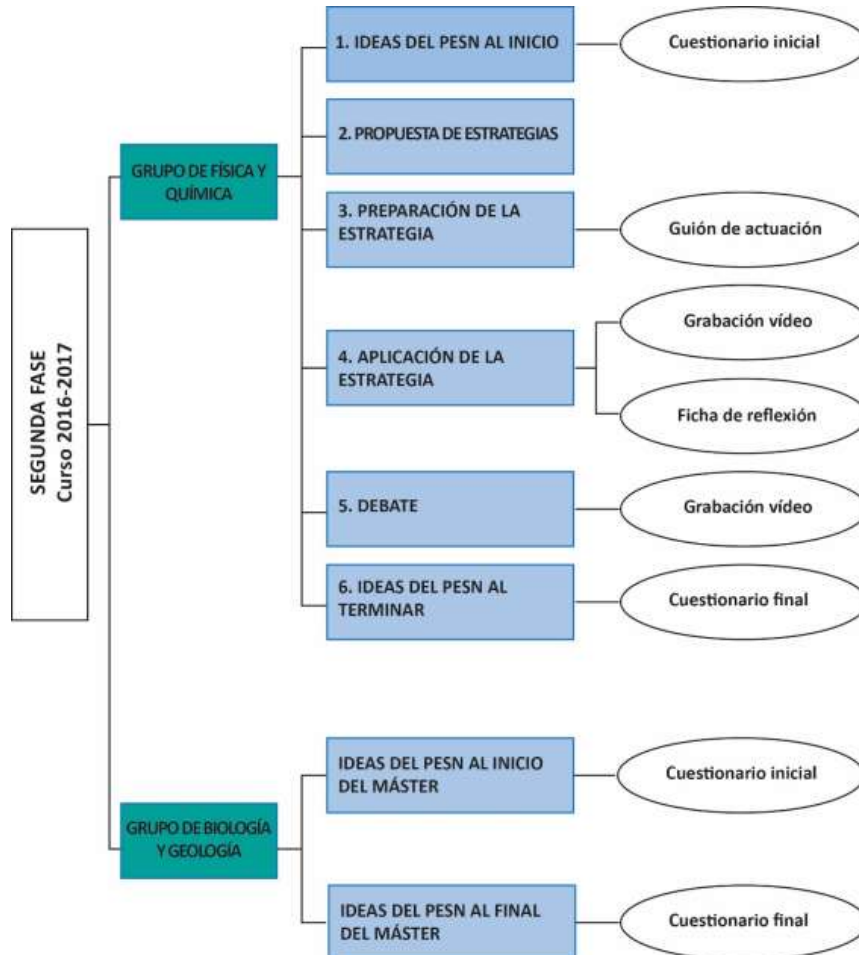 SEGUNDA FASE
Curso 2016-2017
GRUPO DE FÍSICA Y
QUÍMICA
1. IDEAS DEL PESN AL INICIO
Cuestionario inicial
2. PROPUESTA DE ESTRATEGIAS
3. PREPARACIÓN DE LA
ESTRATEGIA
Guión de actuación
4. APLICACIÓN DE LA
ESTRATEGIA
Grabación vídeo
Ficha de reflexión
5. DEBATE
Grabación vídeo
6. IDEAS DEL PESN AL
TERMINAR
Cuestionario final
GRUPO DE BIOLOGÍA
Y GEOLOGÍA
IDEAS DEL PESN AL INICIO
DEL MÁSTER
Cuestionario inicial
IDEAS DEL PESN AL FINAL
DEL MÁSTER
Cuestionario final